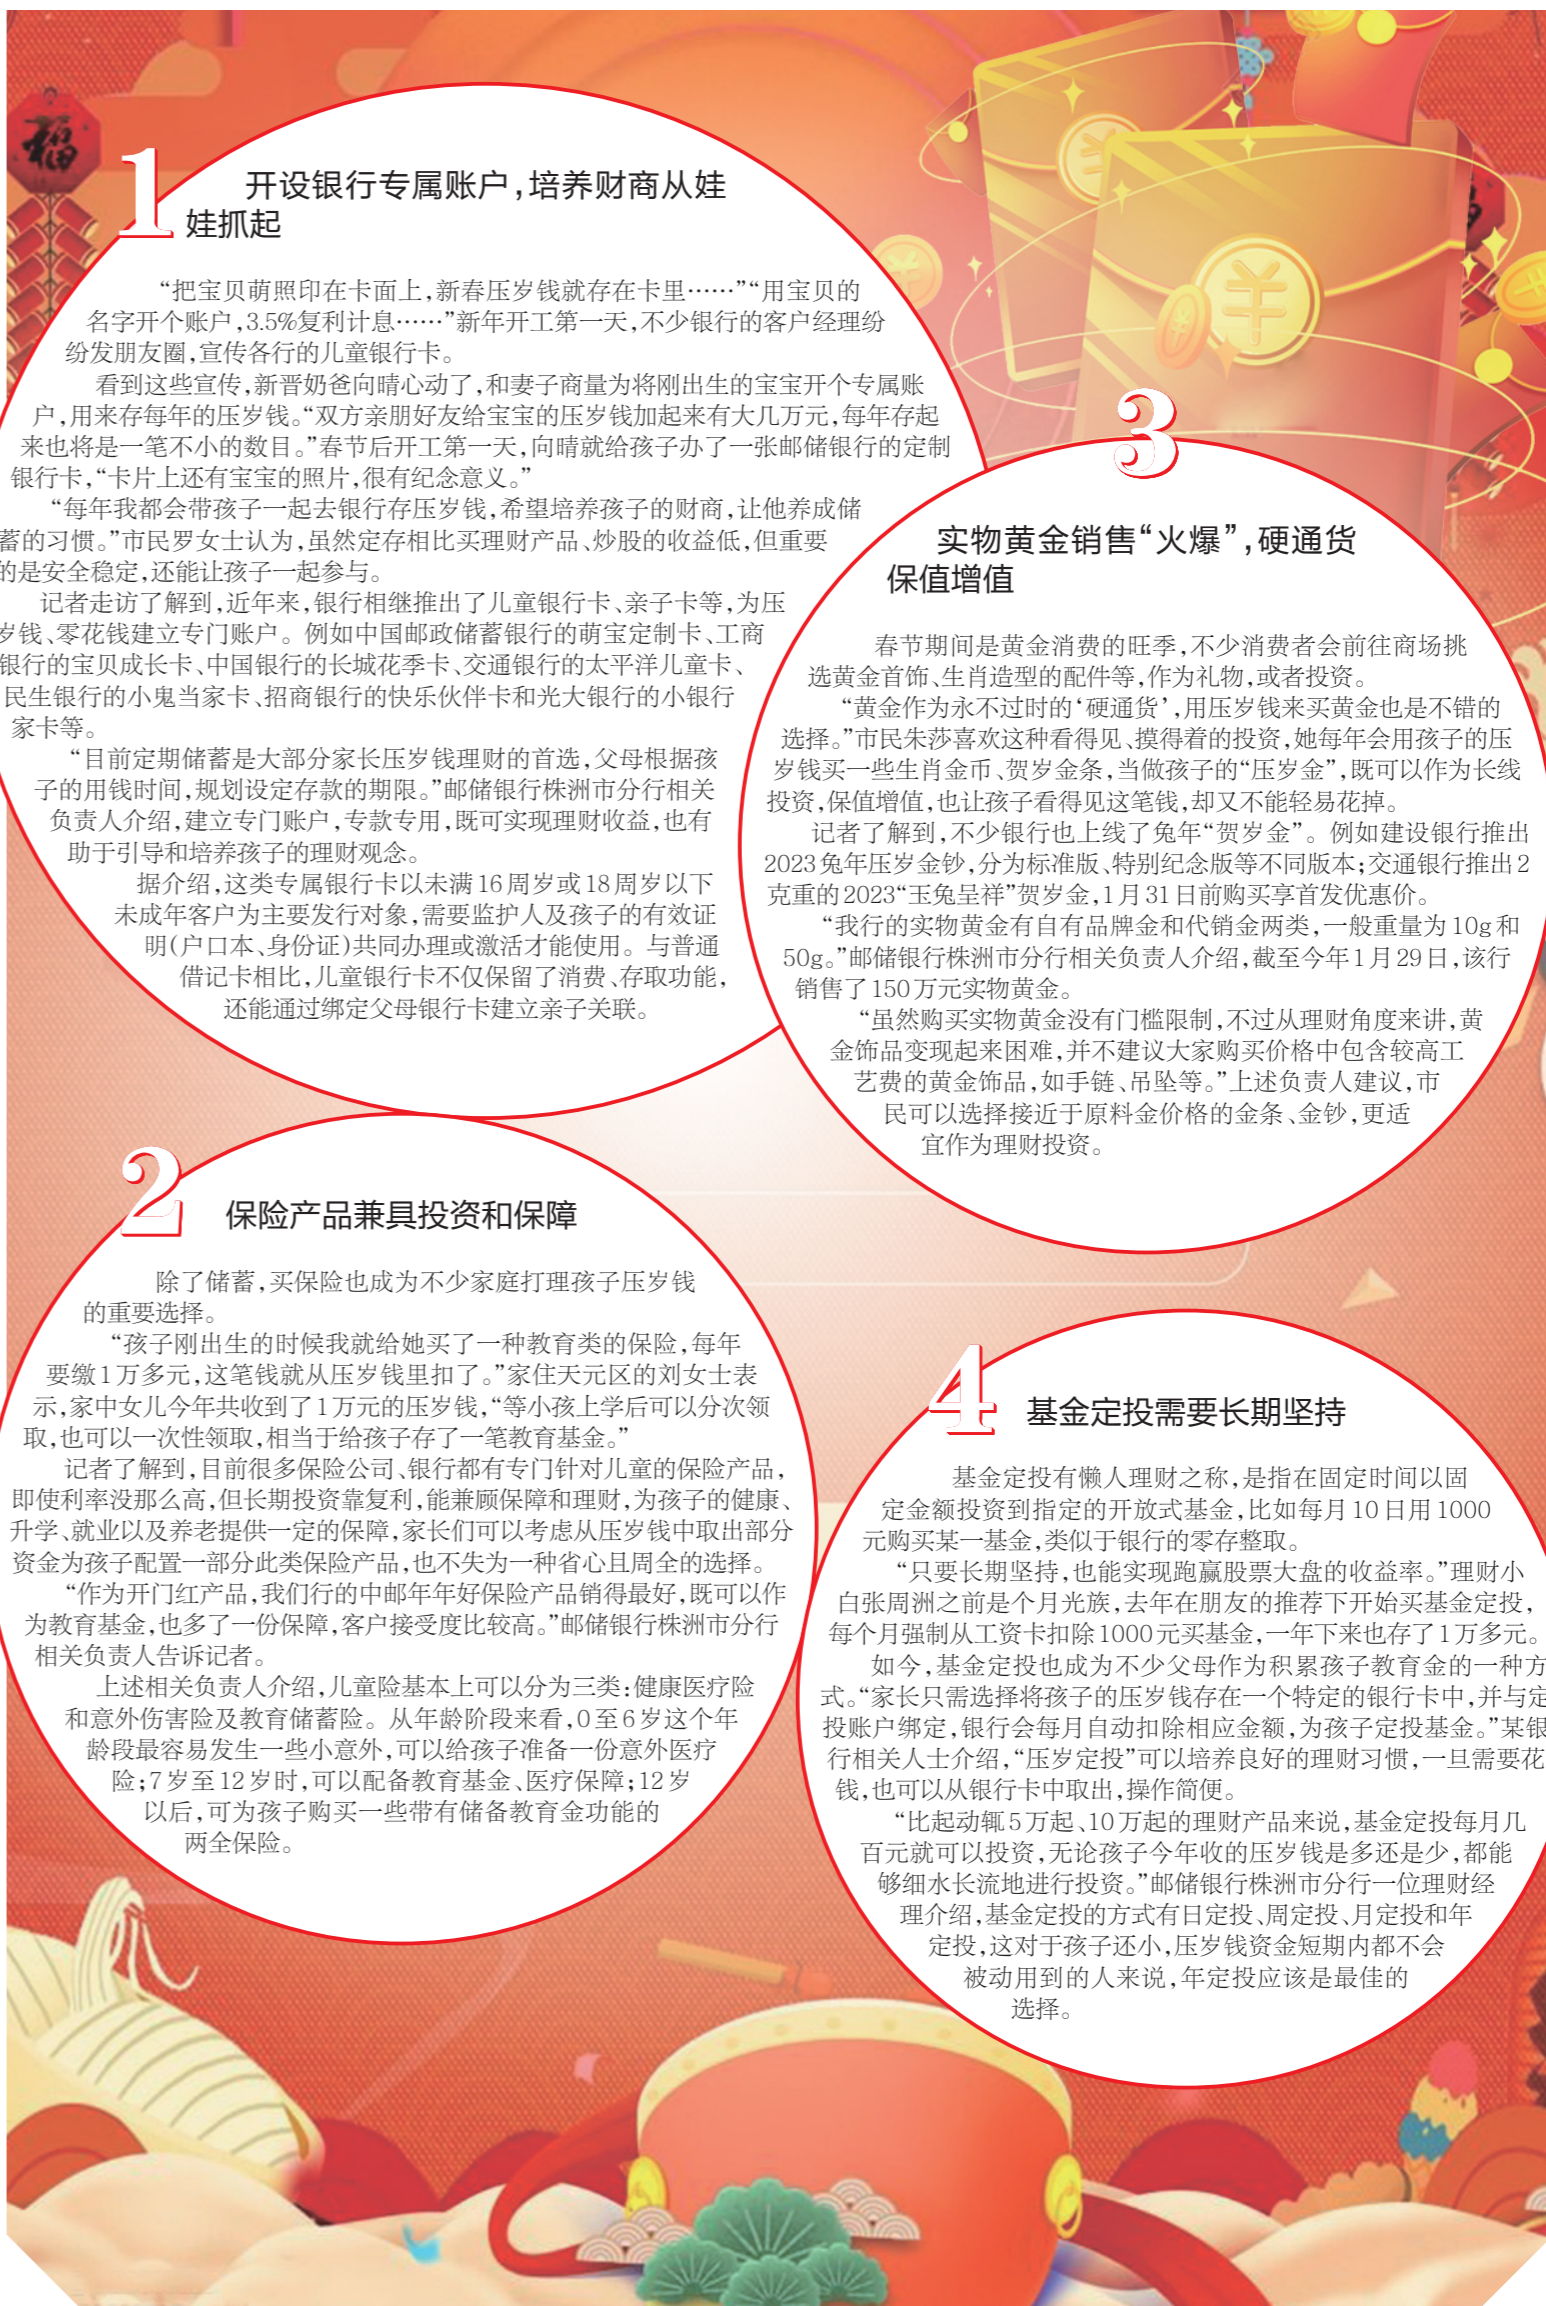 福
1
开设银行专属账户，培养财商从娃
娃抓起
“把宝贝萌照印在卡面上，新春压岁钱就存在卡里……”“用宝贝的
名字开个账户，3.5%复利计息……”新年开工第一天，不少银行的客户经理纷
纷发朋友圈，宣传各行的儿童银行卡。
看到这些宣传，新晋奶爸向晴心动了，和妻子商量为将刚出生的宝宝开个专属账
户，用来存每年的压岁钱。“双方亲朋好友给宝宝的压岁钱加起来有大几万元，每年存起
来也将是一笔不小的数目。”春节后开工第一天，向晴就给孩子办了一张邮储银行的定制
银行卡，“卡片上还有宝宝的照片，很有纪念意义。”
“每年我都会带孩子一起去银行存压岁钱，希望培养孩子的财商，让他养成储
蓄的习惯。”市民罗女士认为，虽然定存相比买理财产品、炒股的收益低，但重要
的是安全稳定，还能让孩子一起参与。
记者走访了解到，近年来，银行相继推出了儿童银行卡、亲子卡等，为压
岁钱、零花钱建立专门账户。例如中国邮政储蓄银行的萌宝定制卡、工商
银行的宝贝成长卡、中国银行的长城花季卡、交通银行的太平洋儿童卡、
民生银行的小鬼当家卡、招商银行的快乐伙伴卡和光大银行的小银行
家卡等。
“目前定期储蓄是大部分家长压岁钱理财的首选，父母根据孩
子的用钱时间，规划设定存款的期限。”邮储银行株洲市分行相关
负责人介绍，建立专门账户，专款专用，既可实现理财收益，也有
助于引导和培养孩子的理财观念。
据介绍，这类专属银行卡以未满16周岁或18周岁以下
未成年客户为主要发行对象，需要监护人及孩子的有效证
明（户口本、身份证）共同办理或激活才能使用。与普通
借记卡相比，儿童银行卡不仅保留了消费、存取功能，
还能通过绑定父母银行卡建立亲子关联。
2
保险产品兼具投资和保障
除了储蓄，买保险也成为不少家庭打理孩子压岁钱
的重要选择。
“孩子刚出生的时候我就给她买了一种教育类的保险，每年
要缴1万多元，这笔钱就从压岁钱里扣了。”家住天元区的刘女士表
示，家中女儿今年共收到了1万元的压岁钱，“等小孩上学后可以分次领
取，也可以一次性领取，相当于给孩子存了一笔教育基金。”
记者了解到，目前很多保险公司、银行都有专门针对儿童的保险产品，
即使利率没那么高，但长期投资靠复利，能兼顾保障和理财，为孩子的健康、
升学、就业以及养老提供一定的保障，家长们可以考虑从压岁钱中取出部分
资金为孩子配置一部分此类保险产品，也不失为一种省心且周全的选择。
“作为开门红产品，我们行的中邮年年好保险产品销得最好，既可以作
为教育基金，也多了一份保障，客户接受度比较高。”邮储银行株洲市分行
相关负责人告诉记者。
上述相关负责人介绍，儿童险基本上可以分为三类：健康医疗险
和意外伤害险及教育储蓄险。从年龄阶段来看，0至6岁这个年
龄段最容易发生一些小意外，可以给孩子准备一份意外医疗
险；7岁至12岁时，可以配备教育基金、医疗保障；12岁
以后，可为孩子购买一些带有储备教育金功能的
两全保险。
3
实物黄金销售“火爆”，硬通货
保值增值
春节期间是黄金消费的旺季，不少消费者会前往商场挑
选黄金首饰、生肖造型的配件等，作为礼物，或者投资。
“黄金作为永不过时的‘硬通货’，用压岁钱来买黄金也是不错的
选择。”市民朱莎喜欢这种看得见、摸得着的投资，她每年会用孩子的压
岁钱买一些生肖金币、贺岁金条，当做孩子的“压岁金”，既可以作为长线
投资，保值增值，也让孩子看得见这笔钱，却又不能轻易花掉。
记者了解到，不少银行也上线了兔年“贺岁金”。例如建设银行推出
2023兔年压岁金钞，分为标准版、特别纪念版等不同版本；交通银行推出2
克重的2023“玉兔呈祥”贺岁金，1月31日前购买享首发优惠价。
“我行的实物黄金有自有品牌金和代销金两类，一般重量为10g和
50g。”邮储银行株洲市分行相关负责人介绍，截至今年1月29日，该行
销售了150万元实物黄金。
“虽然购买实物黄金没有门槛限制，不过从理财角度来讲，黄
金饰品变现起来困难，并不建议大家购买价格中包含较高工
艺费的黄金饰品，如手链、吊坠等。”上述负责人建议，市
民可以选择接近于原料金价格的金条、金钞，更适
宜作为理财投资。
4
基金定投需要长期坚持
基金定投有懒人理财之称，是指在固定时间以固
定金额投资到指定的开放式基金，比如每月10日用1000
元购买某一基金，类似于银行的零存整取。
“只要长期坚持，也能实现跑赢股票大盘的收益率。”理财小
白张周洲之前是个月光族，去年在朋友的推荐下开始买基金定投，
每个月强制从工资卡扣除1000元买基金，一年下来也存了1万多元。
如今，基金定投也成为不少父母作为积累孩子教育金的一种方
式。“家长只需选择将孩子的压岁钱存在一个特定的银行卡中，并与定
投账户绑定，银行会每月自动扣除相应金额，为孩子定投基金。”某银
行相关人士介绍，“压岁定投”可以培养良好的理财习惯，一旦需要花
钱，也可以从银行卡中取出，操作简便。
“比起动辄5万起、10万起的理财产品来说，基金定投每月几
百元就可以投资，无论孩子今年收的压岁钱是多还是少，都能
够细水长流地进行投资。”邮储银行株洲市分行一位理财经
理介绍，基金定投的方式有日定投、周定投、月定投和年
定投，这对于孩子还小，压岁钱资金短期内都不会
被动用到的人来说，年定投应该是最佳的
选择。